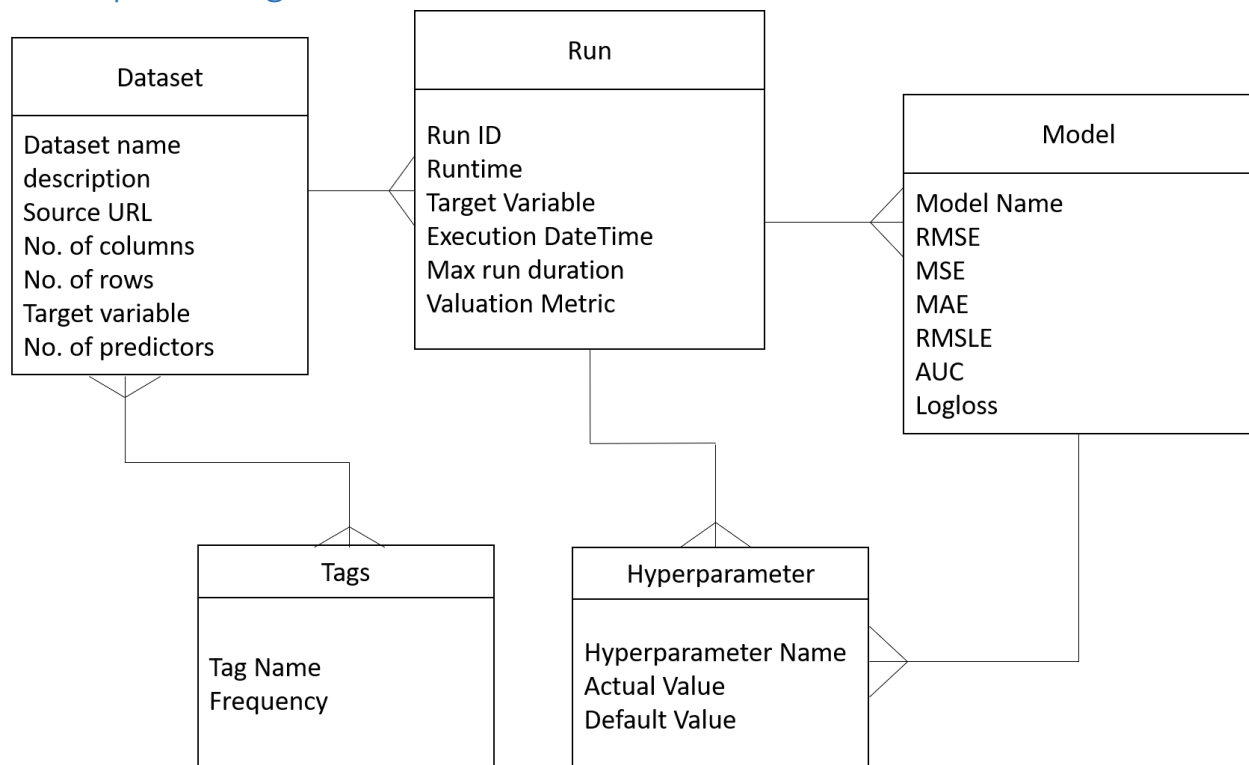 Dataset
Dataset name
description
Source URL
No. of columns
No. of rows
Target variable
No. of predictors
Run
Run ID
Runtime
Target Variable
Execution DateTime
Max run duration
Valuation Metric
Model
Model Name
RMSE
MSE
MAE
RMSLE
AUC
Logloss
Tags
Tag Name
Frequency
Hyperparameter
Hyperparameter Name
Actual Value
Default Value